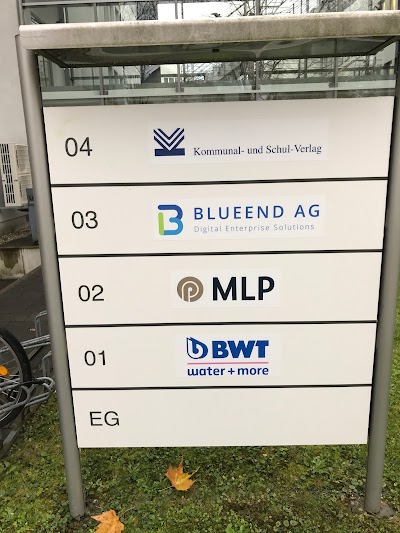 04 Kommunal- und Schul-Verlag
03 BLUEEND AG
Digital Enterprise Solutions
02 MLP
01 BWT
water + more
EG